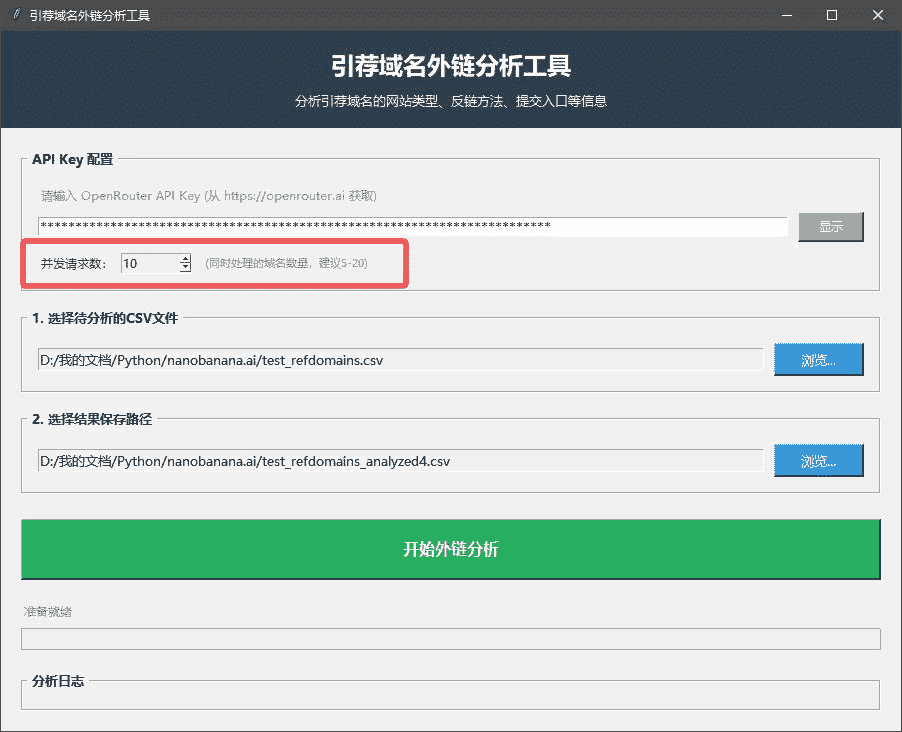 引荐域名外链分析工具
引荐域名外链分析工具
分析引荐域名的网站类型、反链方法、提交入口等信息
API Key 配置
请输入 OpenRouter API Key (从 https://openrouter.ai 获取)
*************************************************************************
显示
并发请求数： 10 (同时处理的域名数量，建议5-20)
1. 选择待分析的CSV文件
D:/我的文档/Python/nanobanana.ai/test_refdomains.csv 浏览...
2. 选择结果保存路径
D:/我的文档/Python/nanobanana.ai/test_refdomains_analyzed4.csv 浏览...
开始外链分析
准备就绪
分析日志